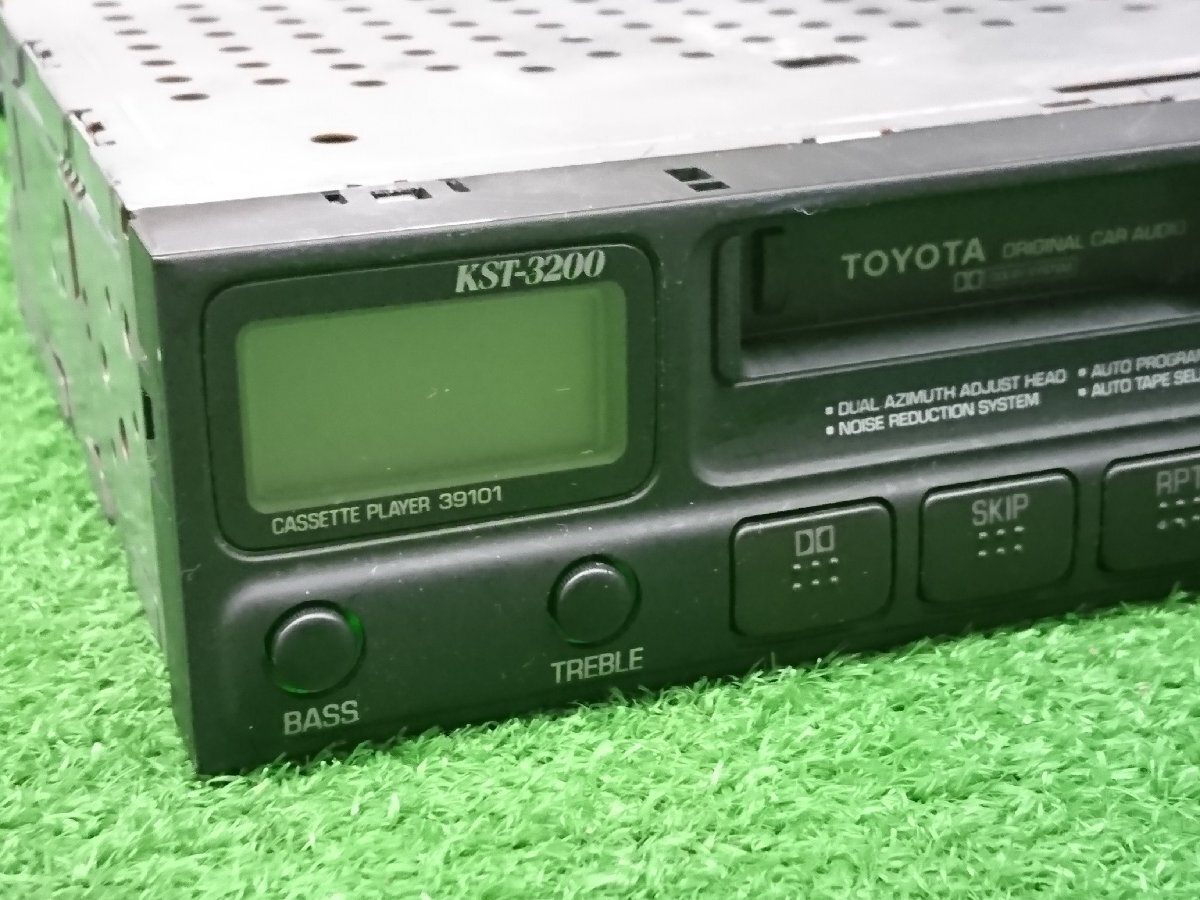 KST-3200
CASSETTE PLAYER 39101
TOYOTA ORIGINAL CAR AUDIO
• DUAL AZIMUTH ADJUST HEAD
• NOISE REDUCTION SYSTEM
• AUTO PROGRA
• AUTO TAPE SEL
SKIP
RPT
BASS
TREBLE